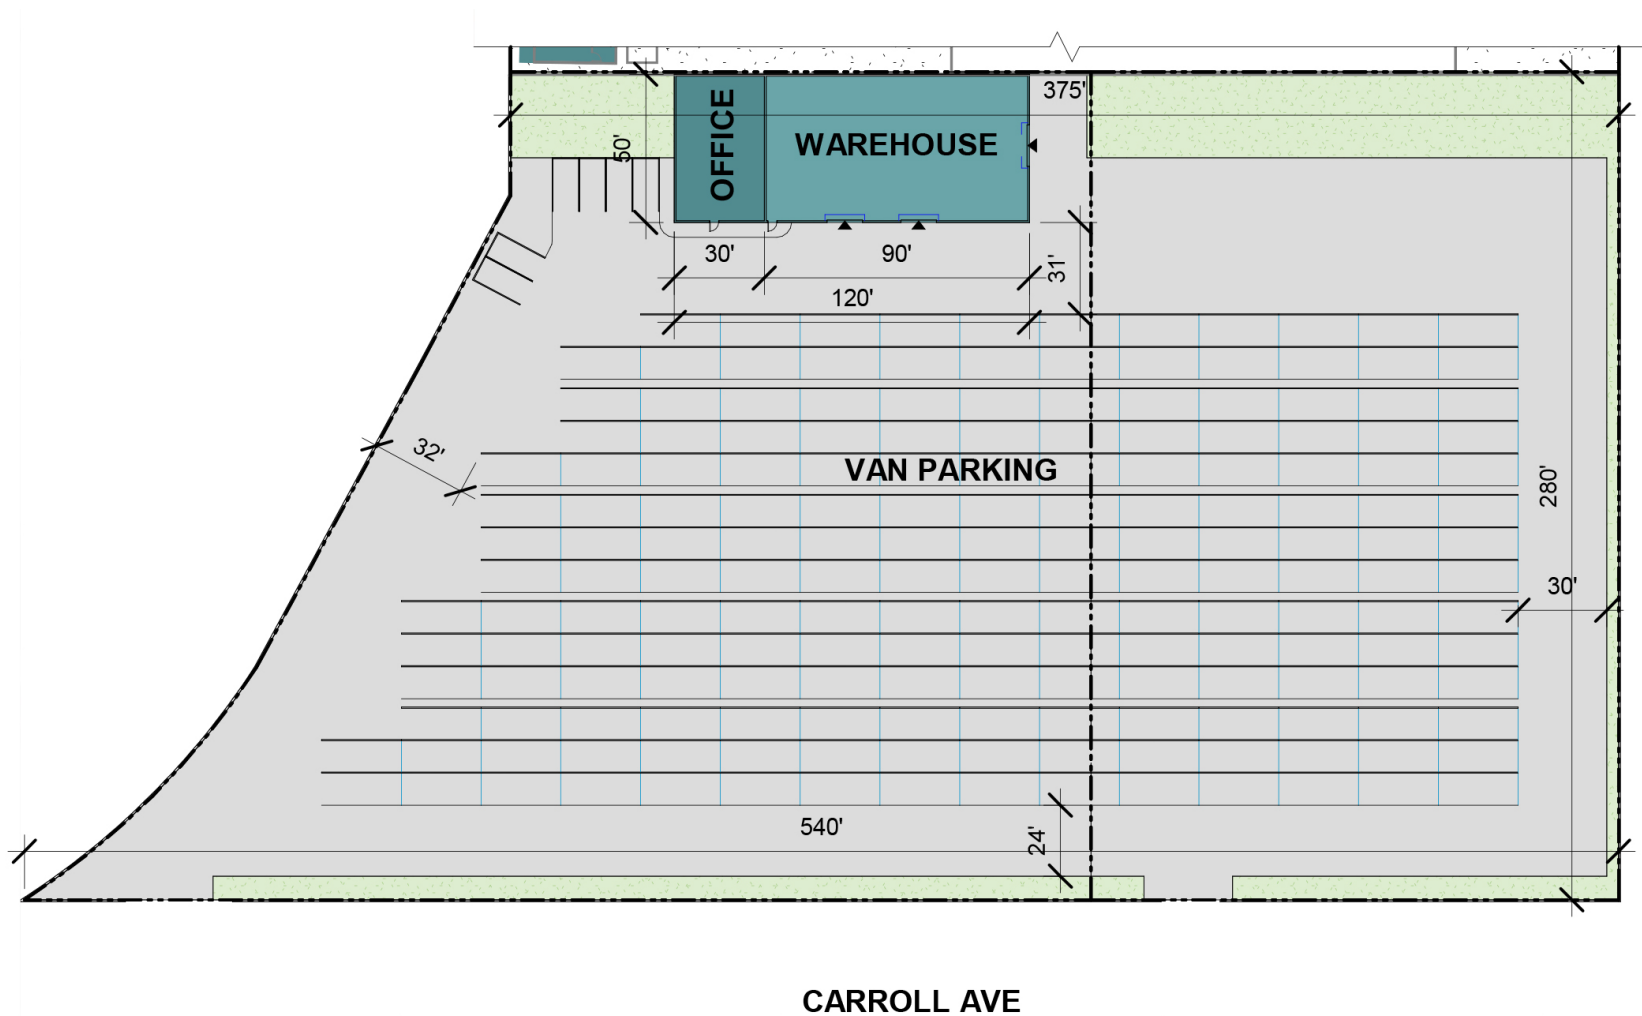 375'
OFFICE
WAREHOUSE
50'
30'
90'
31'
120'
32'
VAN PARKING
280'
30'
540'
24'
CARROLL AVE